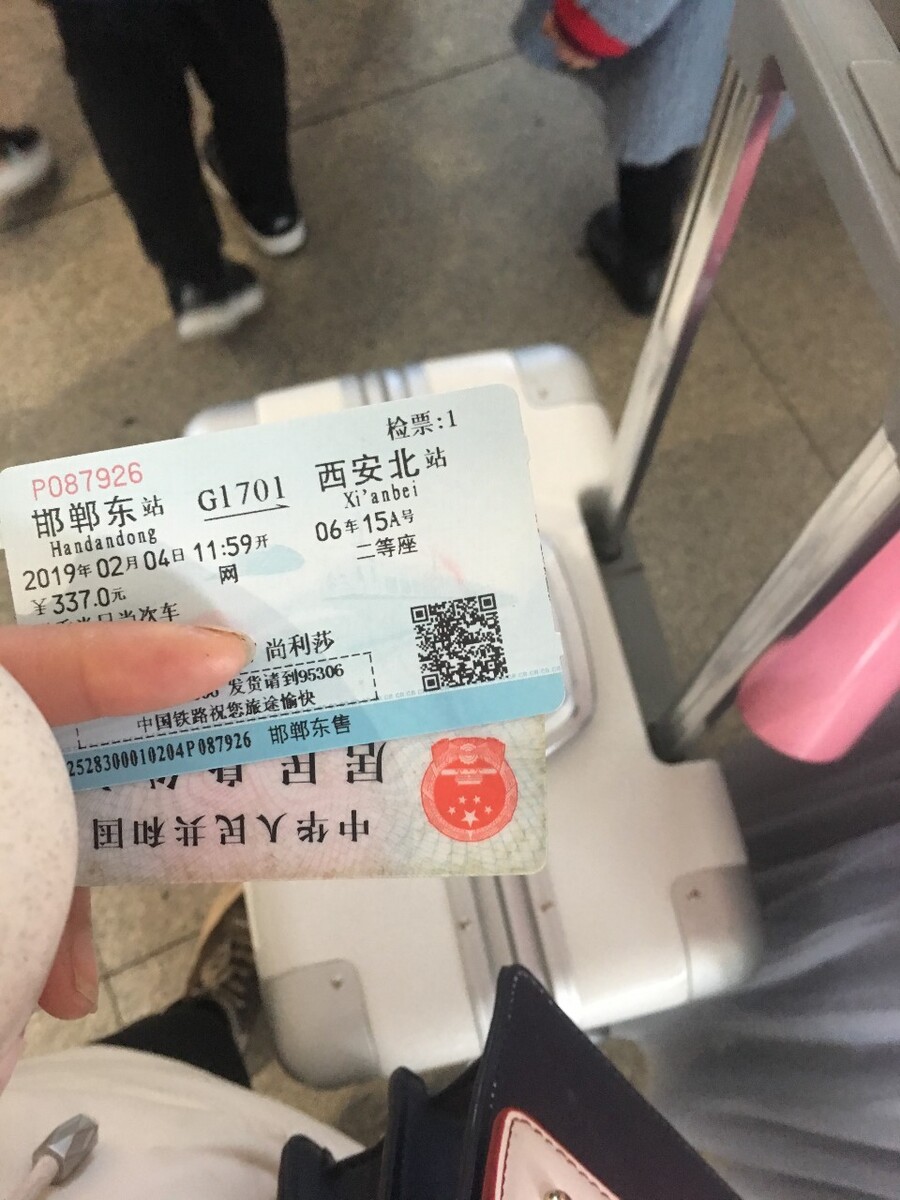 检票:1
P087926
邯郸东站 G1701 西安北站
Handandong Xi'anbei
2019年02月04日11:59开 06车15A号
¥337.0元 网 二等座
当日当次车
尚利莎
发货请到95306
中国铁路祝您旅途愉快
2528300010204P087926 邯郸东售
居民身份
中华人民共和国